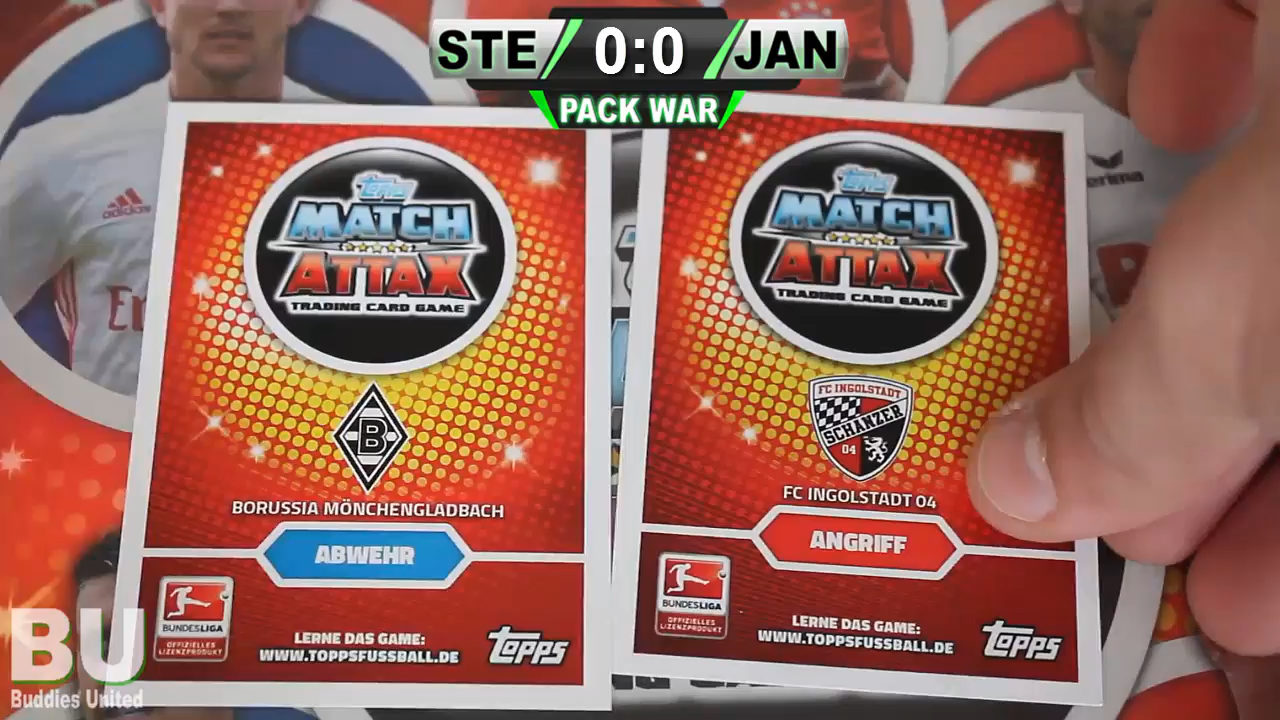 STE 0:0 JAN
PACK WAR
topps
MATCH
ATTAX
TRADING CARD GAME
B
BORUSSIA MÖNCHENGLADBACH
ABWEHR
BUNDESLIGA
OFFIZIELLES
LIZENZPRODUKT
LERNE DAS GAME:
WWW.TOPPSFUSSBALL.DE
topps
topps
MATCH
ATTAX
TRADING CARD GAME
FC INGOLSTADT
SCHANZER
04
FC INGOLSTADT 04
ANGRIFF
BUNDESLIGA
OFFIZIELLES
LIZENZPRODUKT
LERNE DAS GAME:
WWW.TOPPSFUSSBALL.DE
topps
adidas
erima
BU
Buddies United